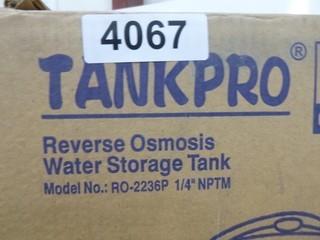 4067
TANKPRO®
Reverse Osmosis
Water Storage Tank
Model No.: RO-2236P 1/4" NPTM